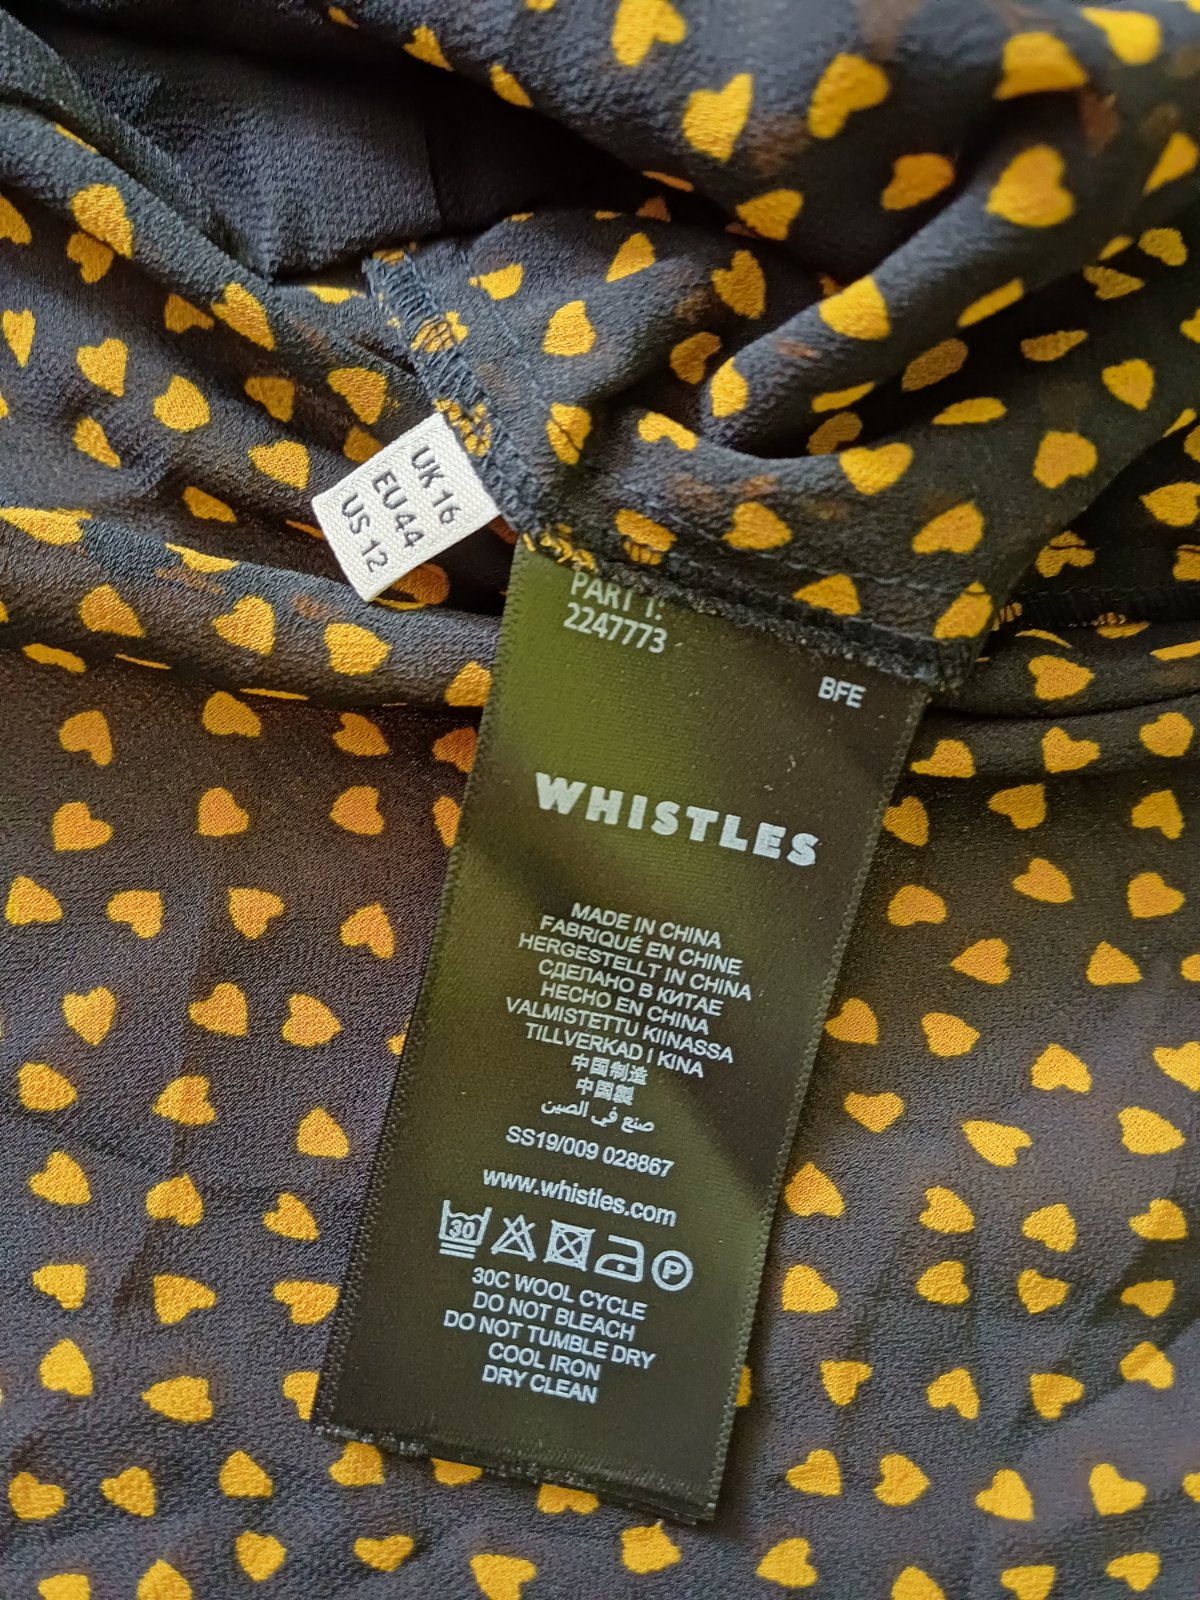 UK 16
EU 44
US 12
PART 1:
2247773
BFE
WHISTLES
MADE IN CHINA
FABRIQUÉ EN CHINE
HERGESTELLT IN CHINA
СДЕЛАНО В КИТАЕ
HECHO EN CHINA
VALMISTETTU KIINASSA
TILLVERKAD I KINA
中国制造
中國製
صنع في الصين
SS19/009 028867
www.whistles.com
30 P
30C WOOL CYCLE
DO NOT BLEACH
DO NOT TUMBLE DRY
COOL IRON
DRY CLEAN